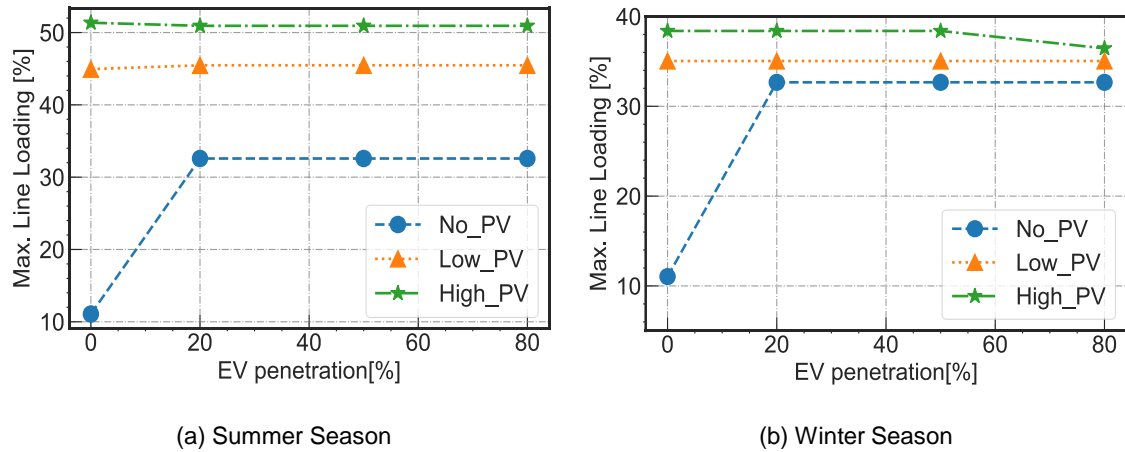 50
40
30
20
10
Max. Line Loading [%]
No_PV
Low_PV
High_PV
0 20 40 60 80
EV penetration[%]
(a) Summer Season
40
30
20
10
Max. Line Loading [%]
No_PV
Low_PV
High_PV
0 20 40 60 80
EV penetration[%]
(b) Winter Season